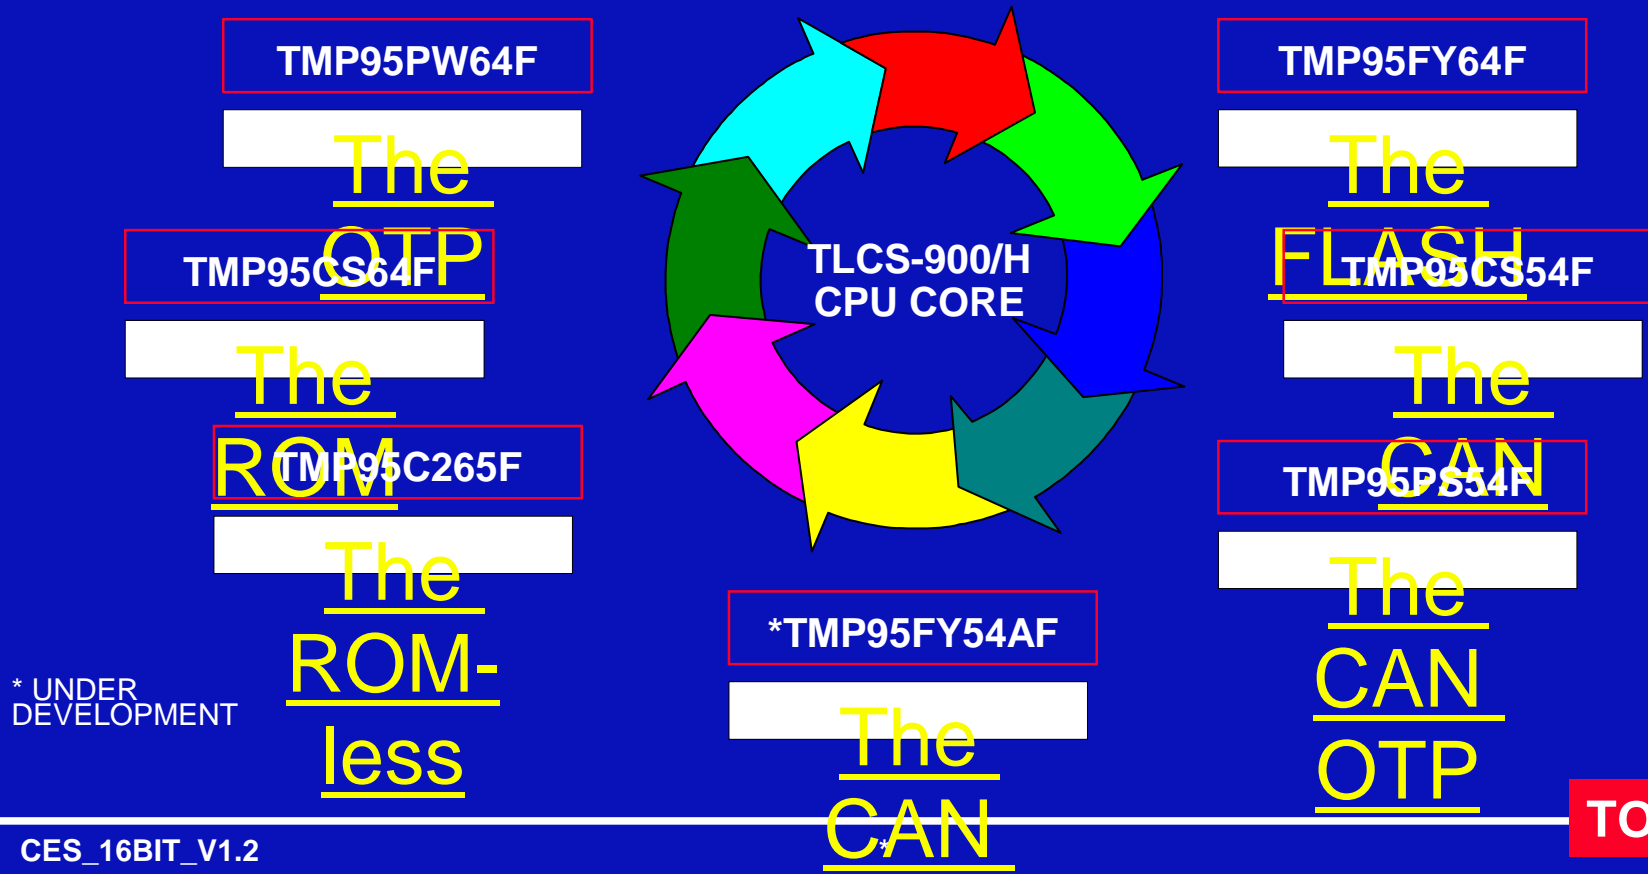 TMP95PW64F
The
OTP
TMP95CS64F
The
ROM
TMP95C265F
The
ROM-
less
* UNDER
DEVELOPMENT
TLCS-900/H
CPU CORE
*TMP95FY54AF
The
CAN
*
TMP95FY64F
The
FLASH
TMP95CS54F
The
CAN
TMP95PS54F
The
CAN
OTP
TO
CES_16BIT_V1.2